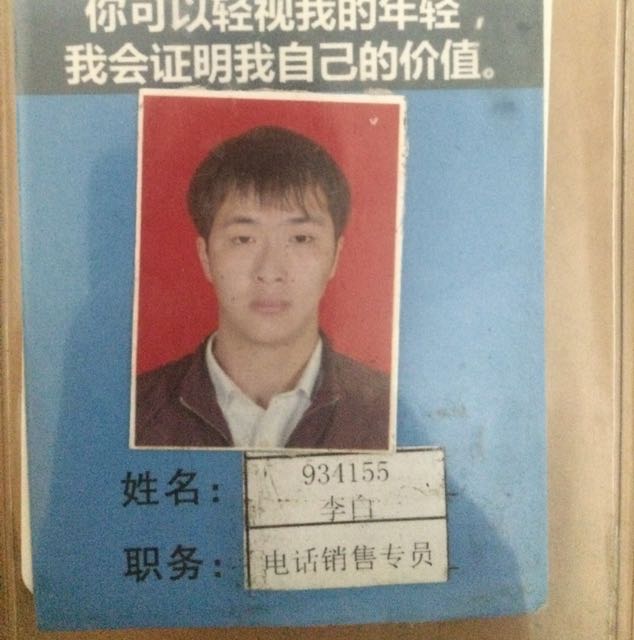 你可以轻视我的年轻，
我会证明我自己的价值。
姓名：
934155
李白
职务：电话销售专员